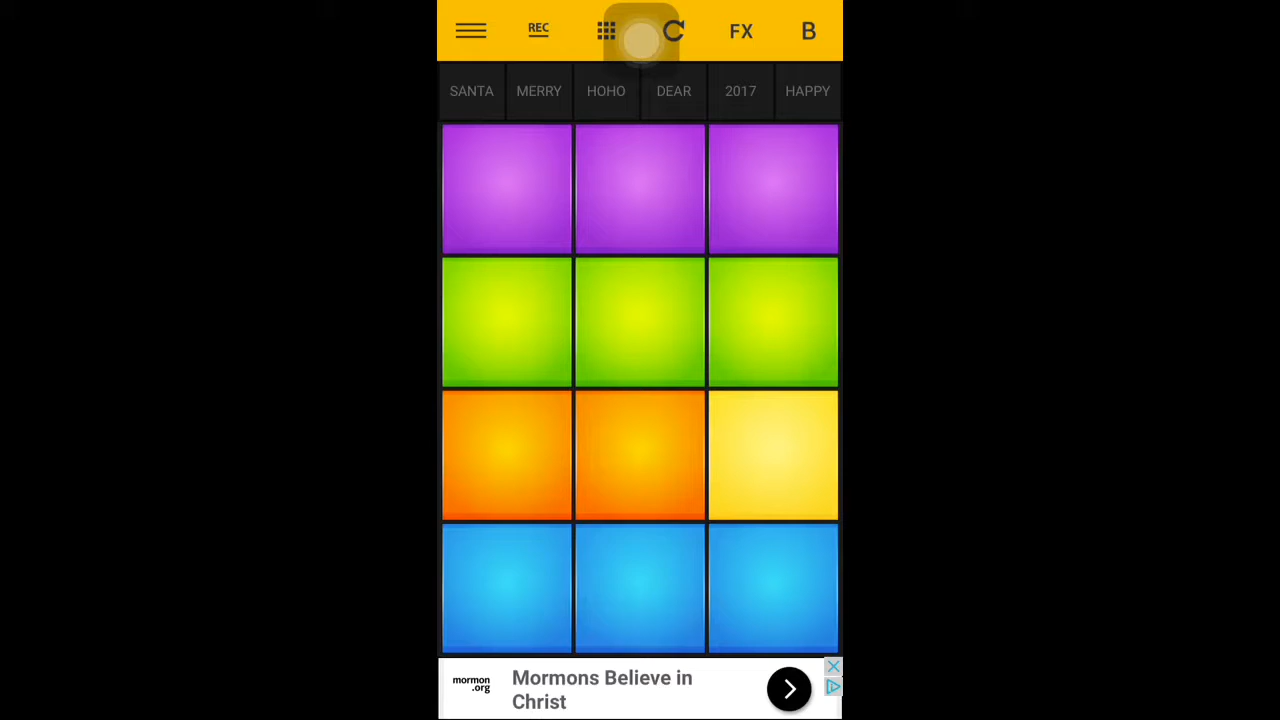 REC FX B
SANTA MERRY HOHO DEAR 2017 HAPPY
mormon
.org
Mormons Believe in
Christ